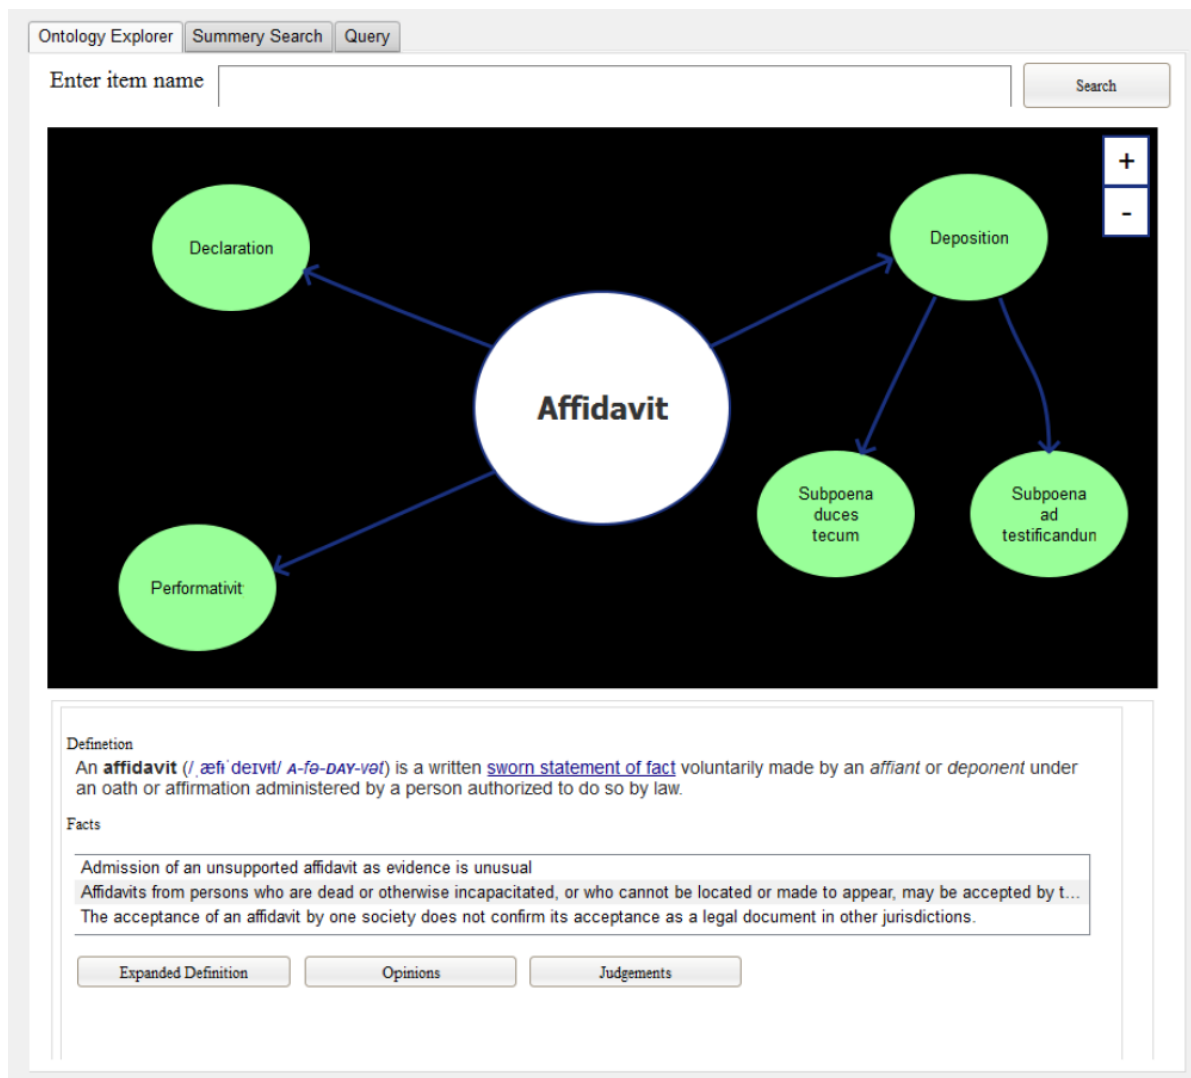 Ontology Explorer Summery Search Query
Enter item name Search
+
-
Declaration
Deposition
Affidavit
Subpoena
duces
tecum
Subpoena
ad
testificandun
Performativit
Definetion
An affidavit (/ˌæfɨˈdeɪvɨt/ A-fə-DAY-vət) is a written sworn statement of fact voluntarily made by an affiant or deponent under
an oath or affirmation administered by a person authorized to do so by law.
Facts
Admission of an unsupported affidavit as evidence is unusual
Affidavits from persons who are dead or otherwise incapacitated, or who cannot be located or made to appear, may be accepted by t...
The acceptance of an affidavit by one society does not confirm its acceptance as a legal document in other jurisdictions.
Expanded Definition Opinions Judgements